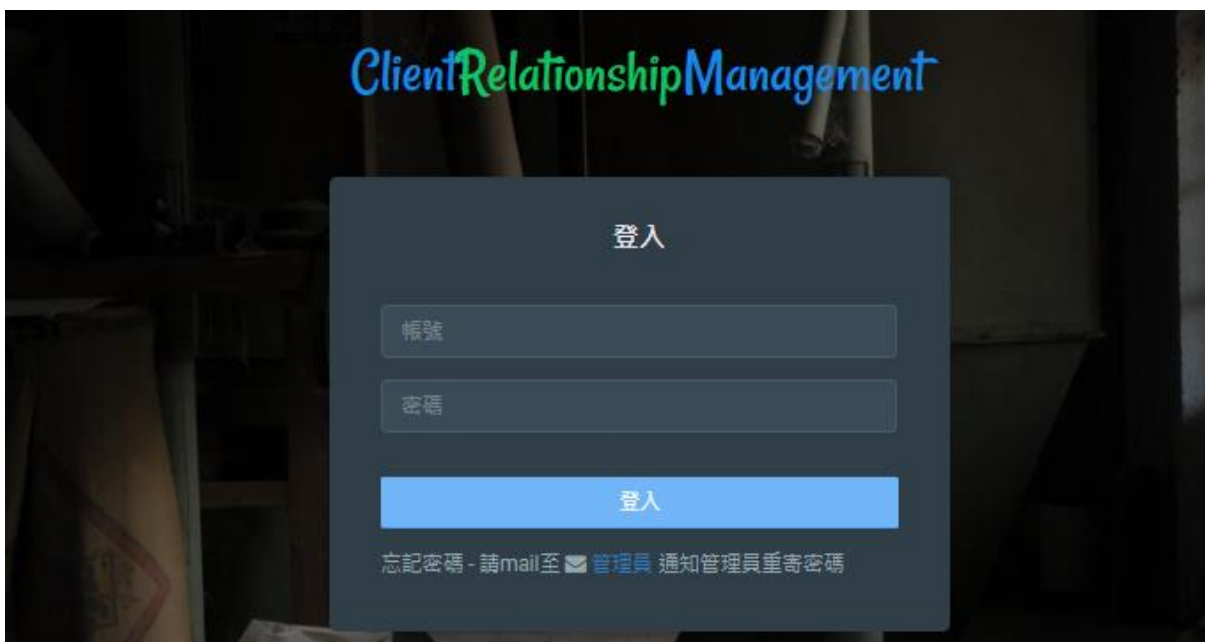 ClientRelationshipManagement
登入
帳號
密碼
登入
忘記密碼 - 請mail至 管理員 通知管理員重寄密碼